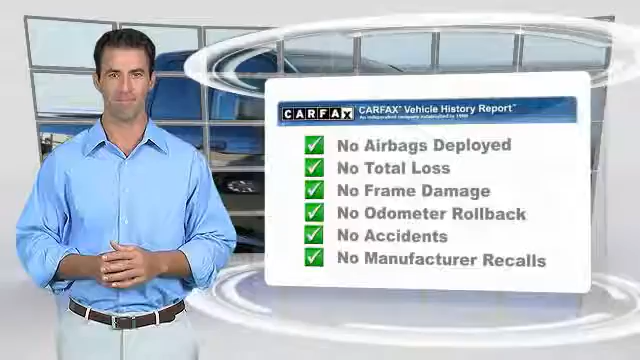 CARFAX CARFAX Vehicle History Report™
An independent company established in 1986
No Airbags Deployed
No Total Loss
No Frame Damage
No Odometer Rollback
No Accidents
No Manufacturer Recalls